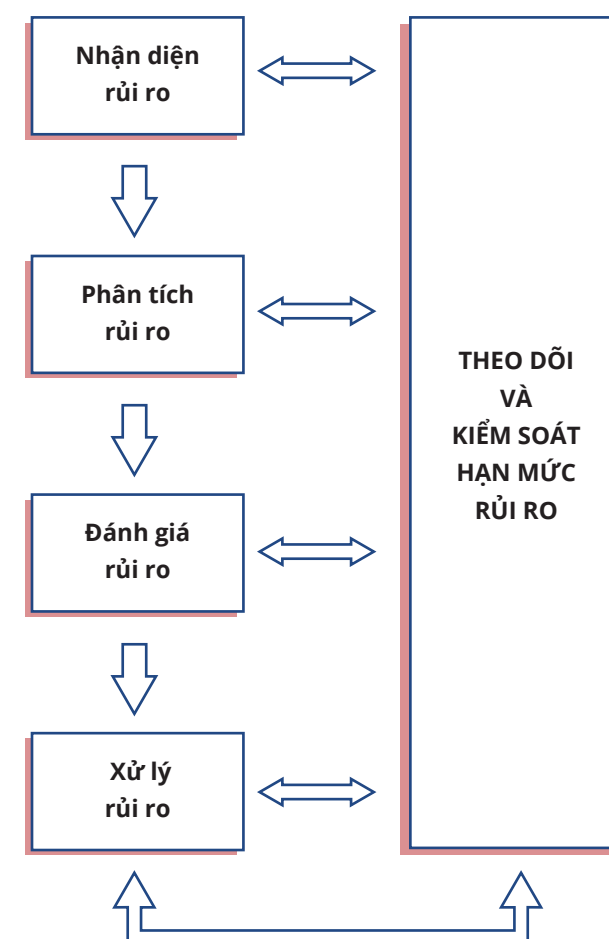 Nhận diện
rủi ro
Phân tích
rủi ro
Đánh giá
rủi ro
Xử lý
rủi ro
THEO DÕI
VÀ
KIỂM SOÁT
HẠN MỨC
RỦI RO